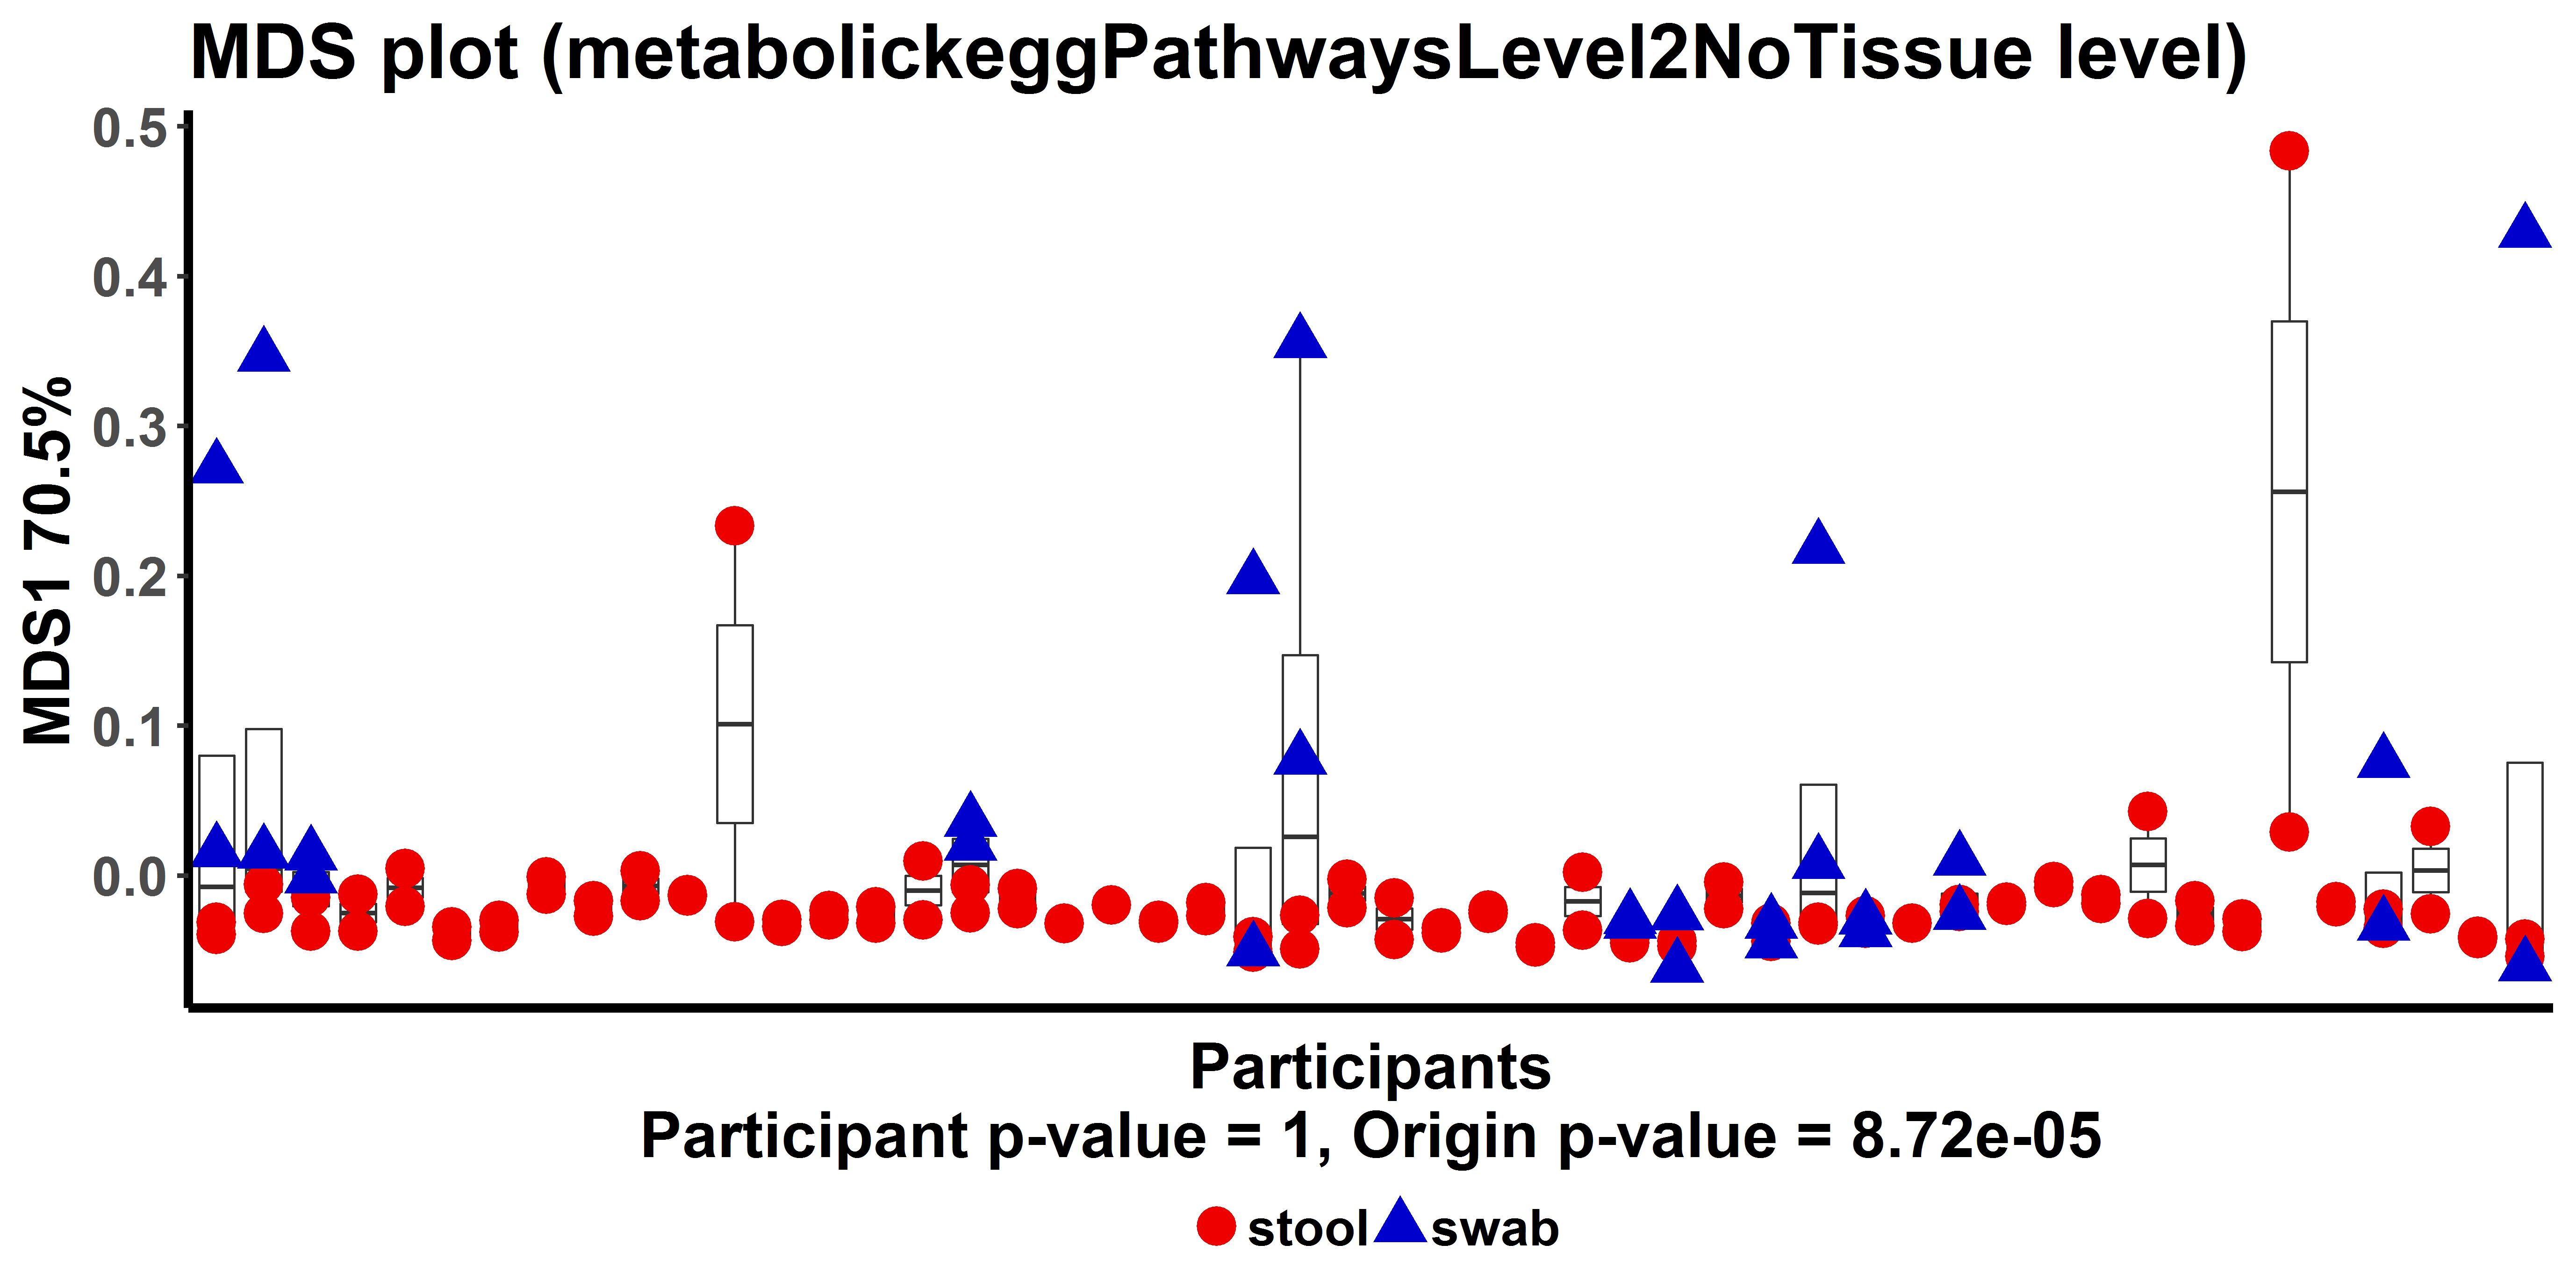 MDS plot (metabolickeggPathwaysLevel2NoTissue level)
MDS1 70.5%
0.5
0.4
0.3
0.2
0.1
0.0
Participants
Participant p-value = 1, Origin p-value = 8.72e-05
stool swab